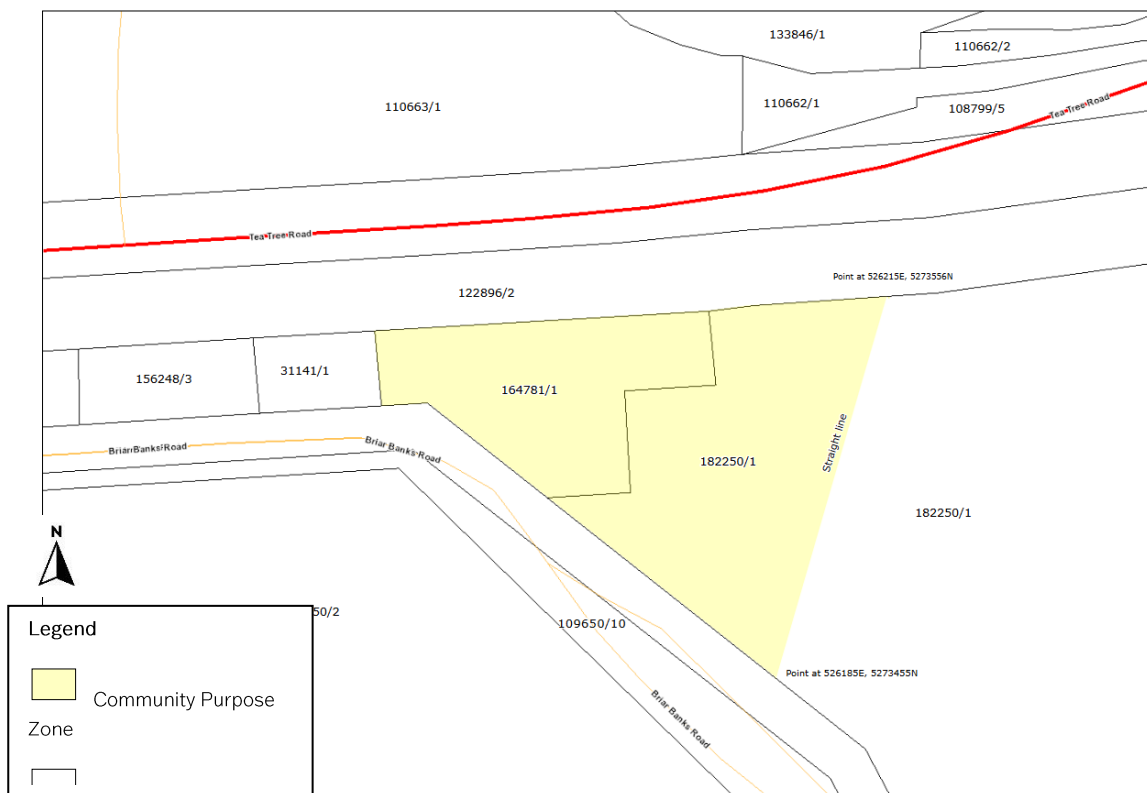 133846/1
110662/2
110663/1
110662/1
108799/5
Tea Tree Road
Tea Tree Road
Point at 526215E, 5273556N
122896/2
31141/1
156248/3
164781/1
Straight line
Briar Banks Road
Briar Banks Road
182250/1
182250/1
N
50/2
109650/10
Legend
Community Purpose
Zone
Point at 526185E, 5273455N
Briar Banks Road